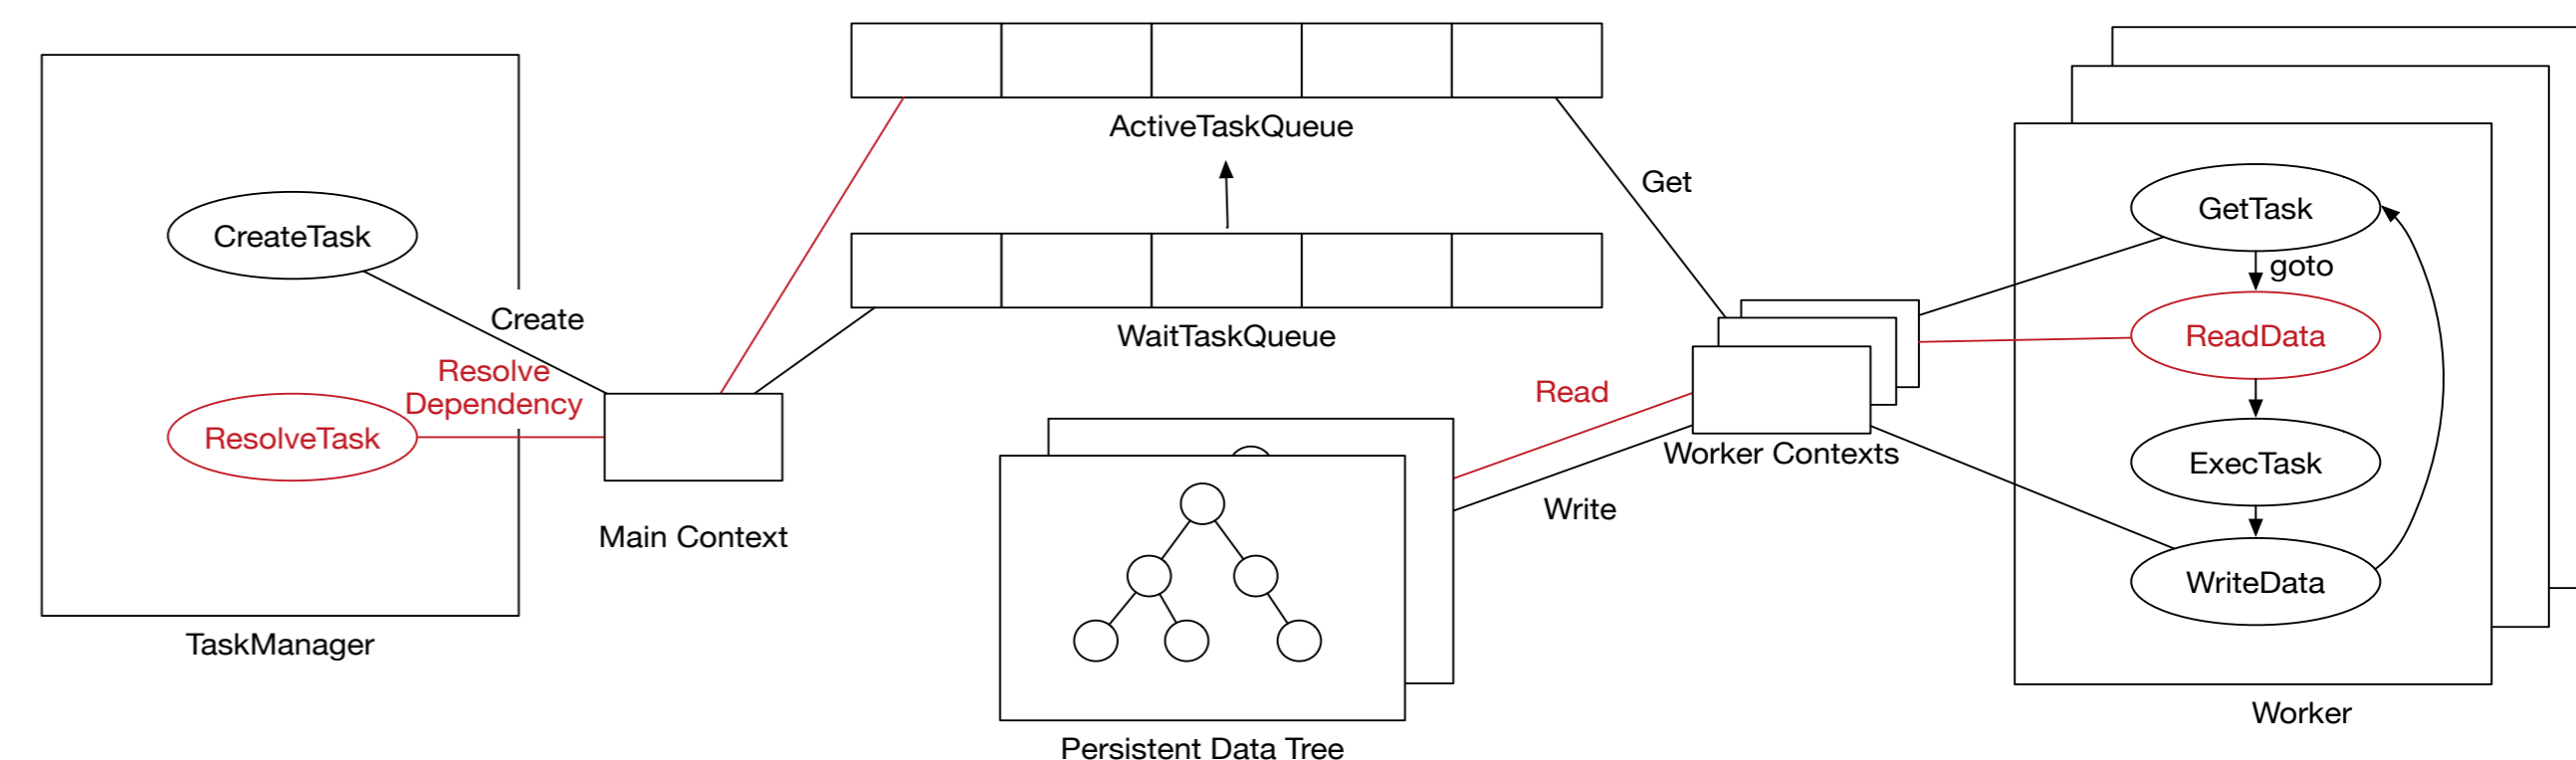 ActiveTaskQueue
Get
GetTask
CreateTask
goto
Create
WaitTaskQueue
ReadData
Resolve
Dependency
Read
ResolveTask
Worker Contexts
ExecTask
Write
Main Context
WriteData
TaskManager
Worker
Persistent Data Tree